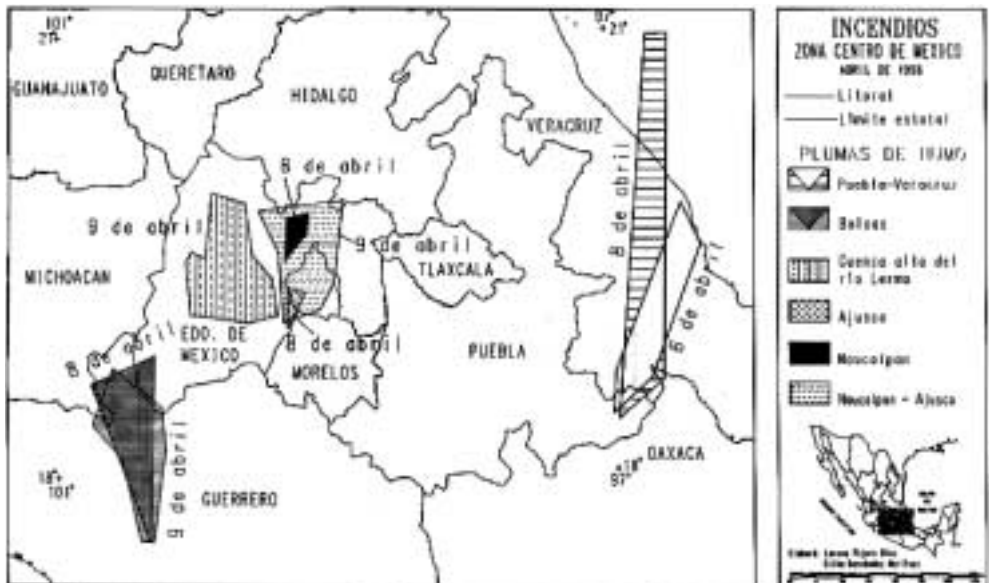 101°
21°
97°
+21°
GUANAJUATO
QUERETARO
HIDALGO
VERACRUZ
8 de abril
9 de abril
9 de abril
TLAXCALA
MICHOACAN
EDO. DE
MEXICO
8 de abril
MORELOS
PUEBLA
8 de abril
8 de abril
9 de abril
GUERRERO
OAXACA
18°
101°
+18°
97°
INCENDIOS
ZONA CENTRO DE MEXICO
ABRIL DE
Litoral
Límite estatal
PLUMAS DE HUMO
Puebla-Veracruz
Balsas
Cuenca alta del
río Lerma
Ajusco
Naucalpan
Naucalpan - Ajusco